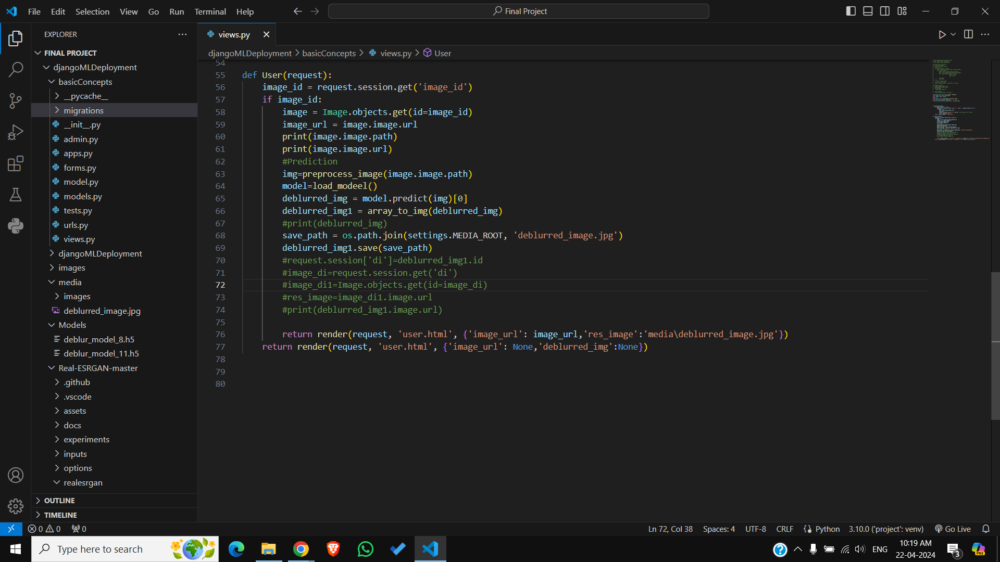 File Edit Selection View Go Run Terminal Help
Final Project
EXPLORER
views.py
FINAL PROJECT
djangoMLDeployment
basicConcepts
__pycache__
migrations
__init__.py
admin.py
apps.py
forms.py
model.py
models.py
tests.py
urls.py
views.py
djangoMLDeployment
images
media
images
deblurred_image.jpg
Models
deblur_model_8.h5
deblur_model_11.h5
Real-ESRGAN-master
.github
.vscode
assets
docs
experiments
inputs
options
realesrgan
OUTLINE
TIMELINE
djangoMLDeployment > basicConcepts > views.py > User
54
55 def User(request):
56 image_id = request.session.get('image_id')
57 if image_id:
58 image = Image.objects.get(id=image_id)
59 image_url = image.image.url
60 print(image.image.path)
61 print(image.image.url)
62 #Prediction
63 img=preprocess_image(image.image.path)
64 model=load_modeel()
65 deblurred_img = model.predict(img)[0]
66 deblurred_img1 = array_to_img(deblurred_img)
67 #print(deblurred_img)
68 save_path = os.path.join(settings.MEDIA_ROOT, 'deblurred_image.jpg')
69 deblurred_img1.save(save_path)
70 #request.session['di']=deblurred_img1.id
71 #image_di=request.session.get('di')
72 #image_di1=Image.objects.get(id=image_di)
73 #res_image=image_di1.image.url
74 #print(deblurred_img1.image.url)
75
76 return render(request, 'user.html', {'image_url': image_url,'res_image':'media\deblurred_image.jpg'})
77 return render(request, 'user.html', {'image_url': None,'deblurred_img':None})
78
79
80
0 0 0
Ln 72, Col 38 Spaces: 4 UTF-8 CRLF Python 3.10.0 ('project': venv) Go Live
Type here to search
ENG
10:19 AM
22-04-2024
3
PRE